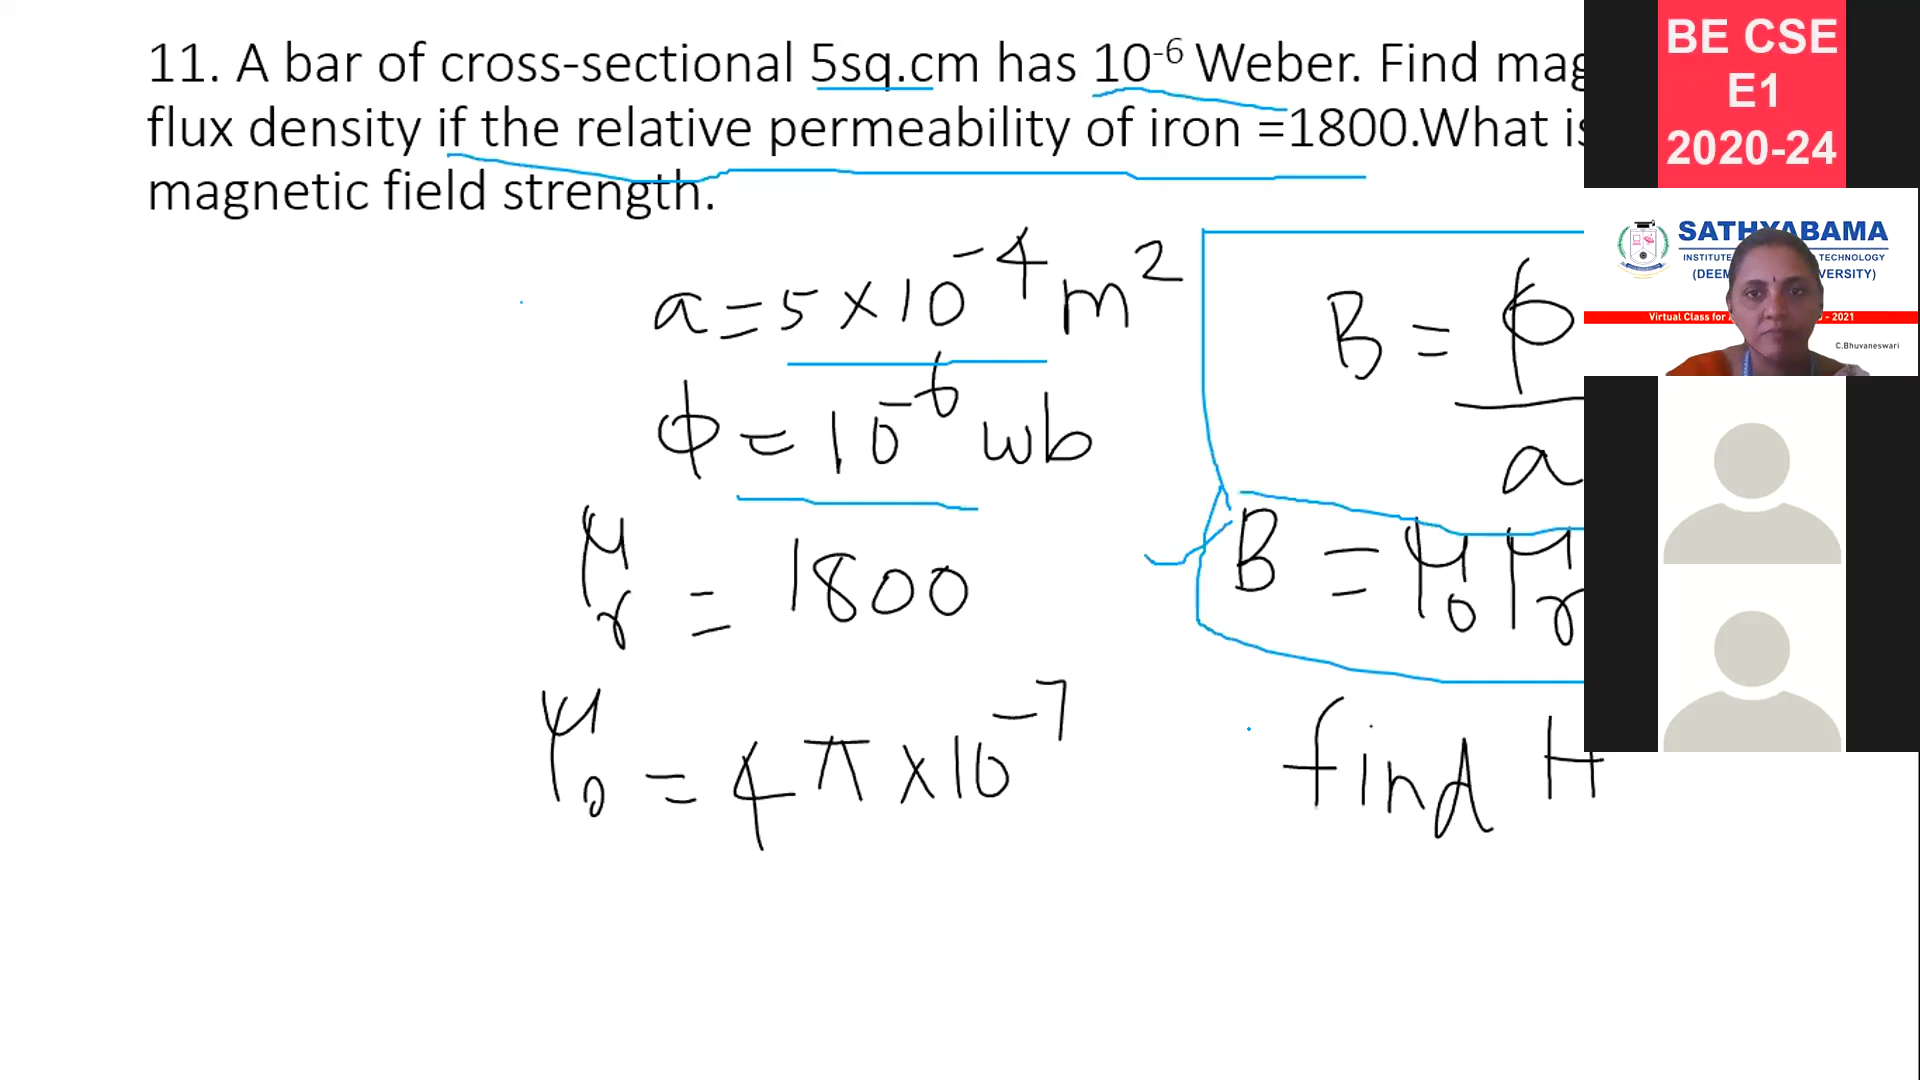 11. A bar of cross-sectional 5sq.cm has 10⁻⁶ Weber. Find mag
flux density if the relative permeability of iron =1800.What is
magnetic field strength.
a = 5 × 10⁻⁴ m²
φ = 10⁻⁶ wb
μr = 1800
μ0 = 4π × 10⁻⁷
B = φ/a
B = μ0 μr
find H
BE CSE
E1
2020-24
SATHYABAMA
INSTITUTE TECHNOLOGY
(DEEM VERSITY)
Virtual Class for - 2021
C.Bhuvaneswari